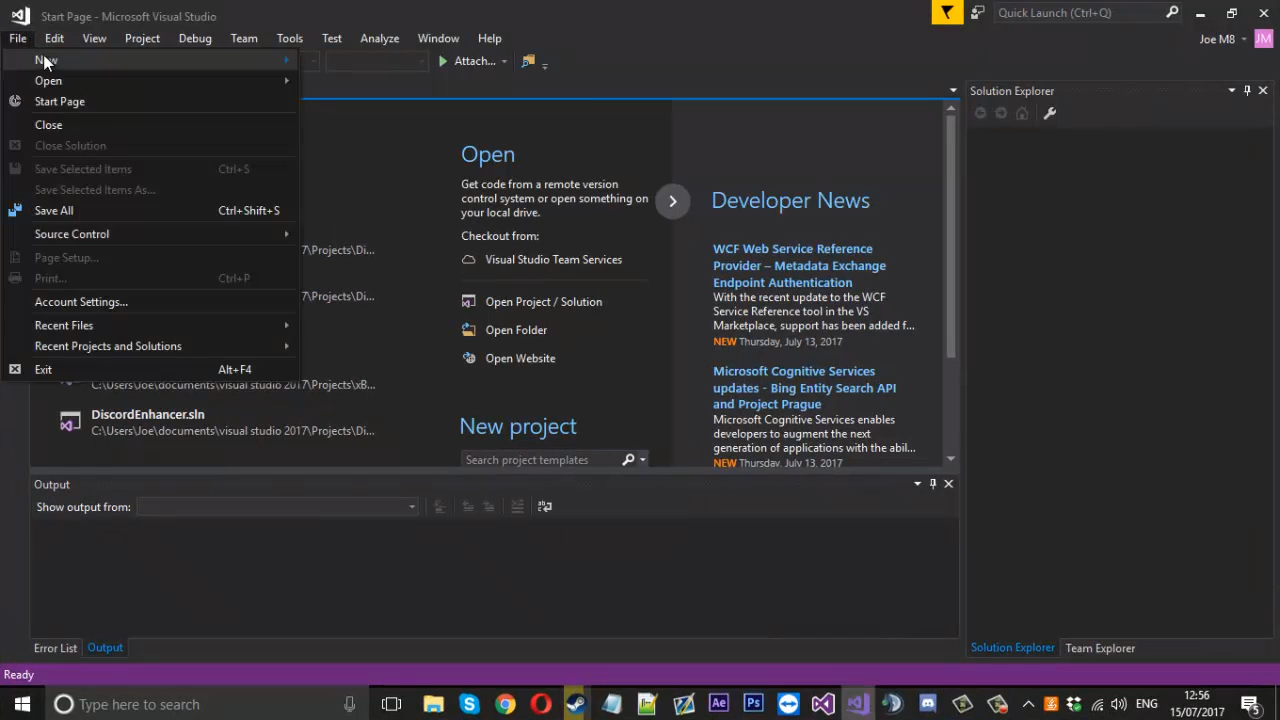 Start Page - Microsoft Visual Studio
Quick Launch (Ctrl+Q)
File Edit View Project Debug Team Tools Test Analyze Window Help
Joe M8 JM
New
Attach...
Open
Start Page
Close
Close Solution
Save Selected Items Ctrl+S
Save Selected Items As...
Save All Ctrl+Shift+S
Source Control
Page Setup...
Print... Ctrl+P
Account Settings...
Recent Files
Recent Projects and Solutions
Exit Alt+F4
7\Projects\Di...
7\Projects\Di...
C:\Users\Joe\documents\visual studio 2017\Projects\xB...
DiscordEnhancer.sln
C:\Users\Joe\documents\visual studio 2017\Projects\Di...
Open
Get code from a remote version
control system or open something on
your local drive.
Checkout from:
Visual Studio Team Services
Open Project / Solution
Open Folder
Open Website
New project
Search project templates
Developer News
WCF Web Service Reference
Provider – Metadata Exchange
Endpoint Authentication
With the recent update to the WCF
Service Reference tool in the VS
Marketplace, support has been added f...
NEW Thursday, July 13, 2017
Microsoft Cognitive Services
updates - Bing Entity Search API
and Project Prague
Microsoft Cognitive Services enables
developers to augment the next
generation of applications with the abil...
NEW Thursday, July 13, 2017
Solution Explorer
Output
Show output from:
Error List Output
Solution Explorer Team Explorer
Ready
Type here to search
Ae Ps
ENG
12:56
15/07/2017
5